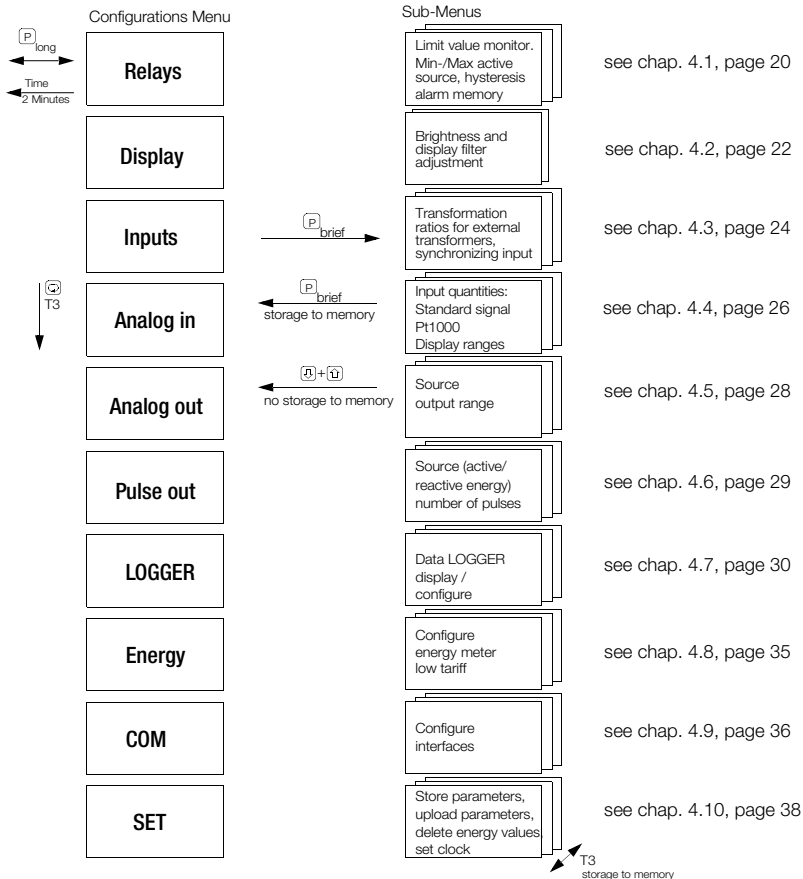 Configurations Menu
Sub-Menus
P long
Time
2 Minutes
Relays
Limit value monitor.
Min-/Max active
source, hysteresis
alarm memory
see chap. 4.1, page 20
Display
Brightness and
display filter
adjustment
see chap. 4.2, page 22
Inputs
P brief
Transformation
ratios for external
transformers,
synchronizing input
see chap. 4.3, page 24
T3
Analog in
P brief
storage to memory
Input quantities:
Standard signal
Pt1000
Display ranges
see chap. 4.4, page 26
Analog out
+
no storage to memory
Source
output range
see chap. 4.5, page 28
Pulse out
Source (active/
reactive energy)
number of pulses
see chap. 4.6, page 29
LOGGER
Data LOGGER
display /
configure
see chap. 4.7, page 30
Energy
Configure
energy meter
low tariff
see chap. 4.8, page 35
COM
Configure
interfaces
see chap. 4.9, page 36
SET
Store parameters,
upload parameters,
delete energy values,
set clock
see chap. 4.10, page 38
T3
storage to memory